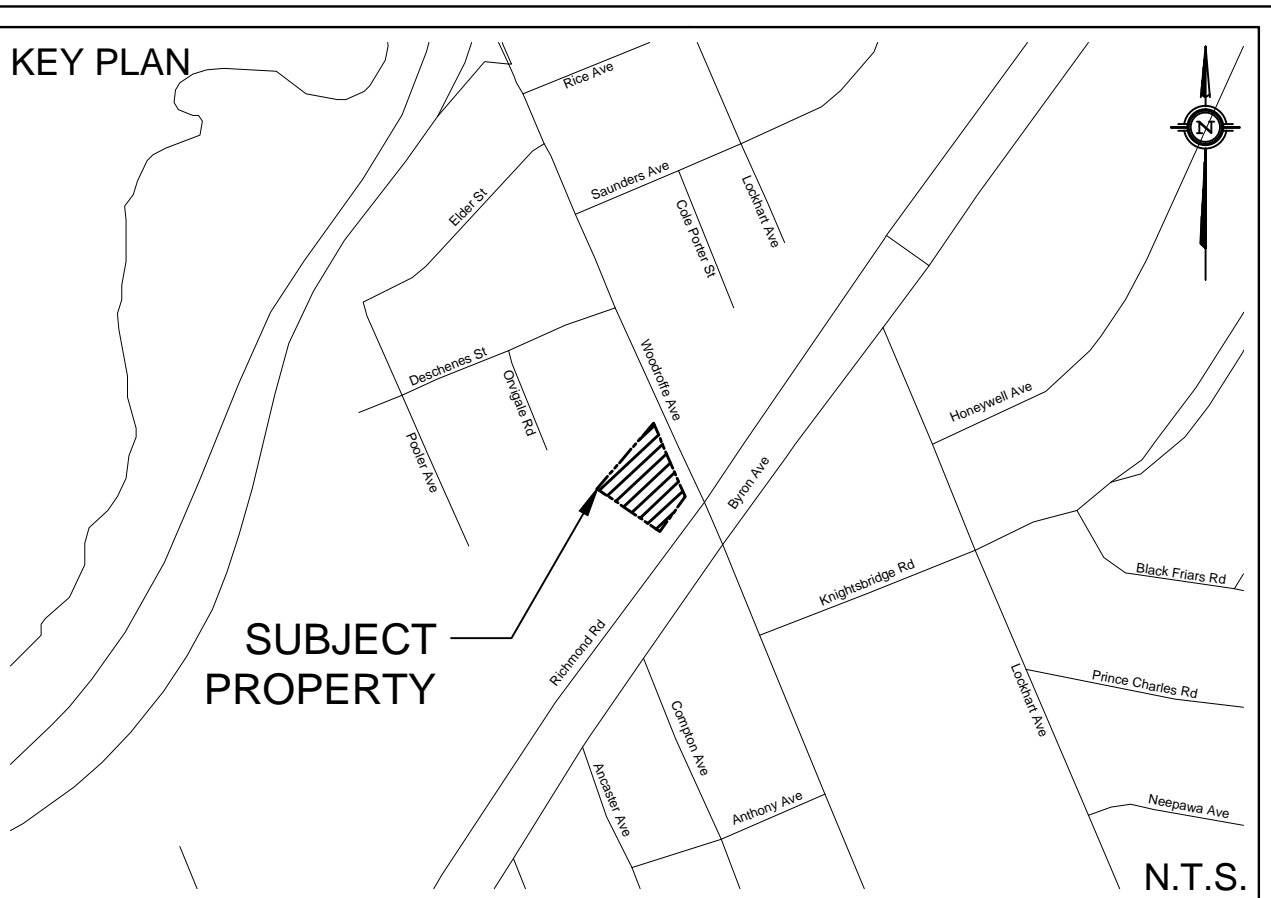 KEY PLAN
Rice Ave
N
Saunders Ave
Lockhart Ave
Elder St
Cole Porter St
Woodroffe Ave
Deschenes St
Orvigale Rd
Honeywell Ave
Pooler Ave
Byron Ave
Black Friars Rd
Knightsbridge Rd
SUBJECT
PROPERTY
Richmond Rd
Lockhart Ave
Prince Charles Rd
Compton Ave
Ancaster Ave
Anthony Ave
Neepawa Ave
N.T.S.